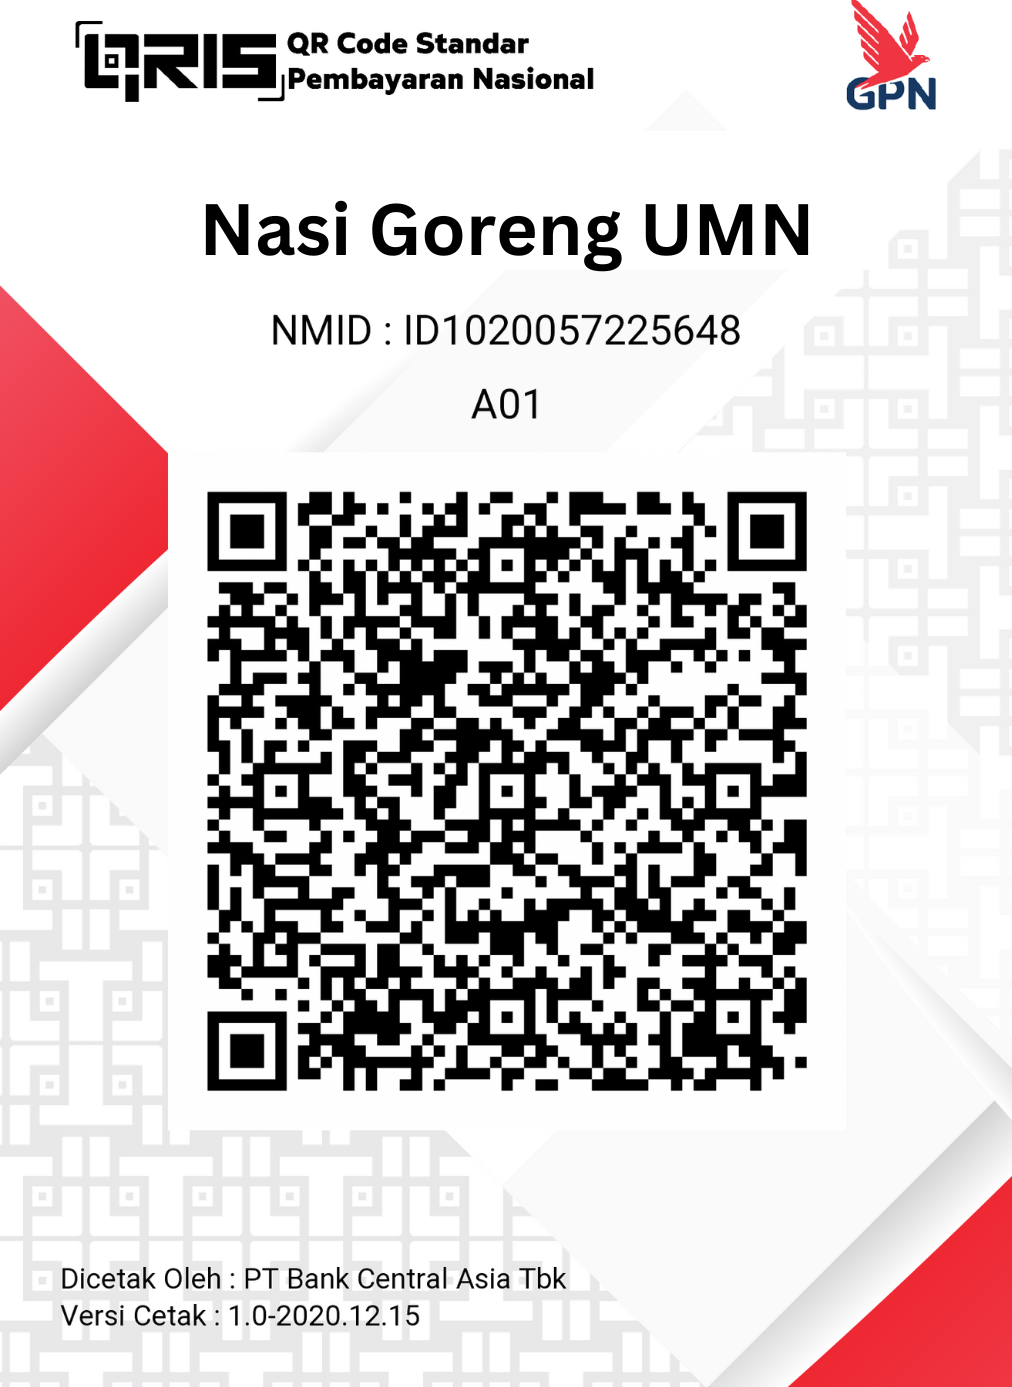 QRIS QR Code Standar
Pembayaran Nasional
GPN
Nasi Goreng UMN
NMID : ID1020057225648
A01
Dicetak Oleh : PT Bank Central Asia Tbk
Versi Cetak : 1.0-2020.12.15